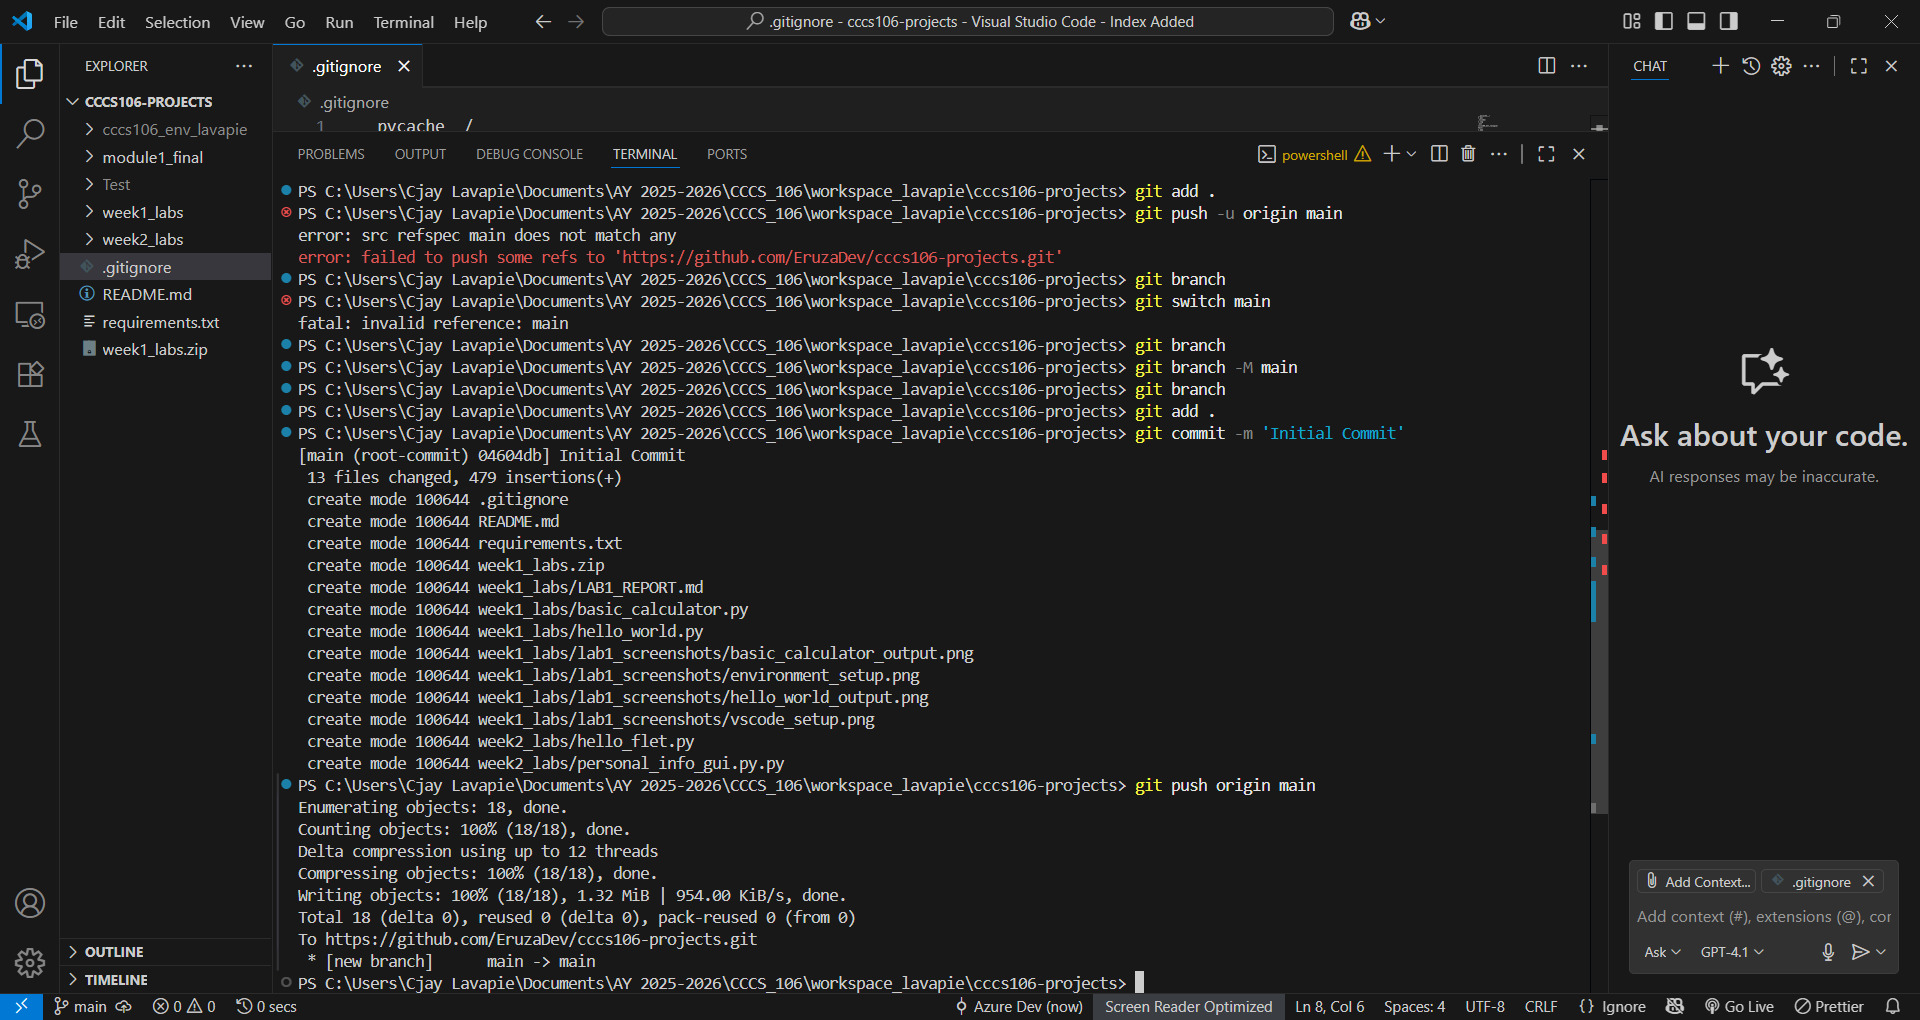 File Edit Selection View Go Run Terminal Help
.gitignore - cccs106-projects - Visual Studio Code - Index Added
EXPLORER
CCCS106-PROJECTS
cccs106_env_lavapie
module1_final
Test
week1_labs
week2_labs
.gitignore
README.md
requirements.txt
week1_labs.zip
OUTLINE
TIMELINE
.gitignore
.gitignore
1 pycache /
PROBLEMS OUTPUT DEBUG CONSOLE TERMINAL PORTS
powershell
PS C:\Users\Cjay Lavapie\Documents\AY 2025-2026\CCCS_106\workspace_lavapie\cccs106-projects> git add .
PS C:\Users\Cjay Lavapie\Documents\AY 2025-2026\CCCS_106\workspace_lavapie\cccs106-projects> git push -u origin main
error: src refspec main does not match any
error: failed to push some refs to 'https://github.com/EruzaDev/cccs106-projects.git'
PS C:\Users\Cjay Lavapie\Documents\AY 2025-2026\CCCS_106\workspace_lavapie\cccs106-projects> git branch
PS C:\Users\Cjay Lavapie\Documents\AY 2025-2026\CCCS_106\workspace_lavapie\cccs106-projects> git switch main
fatal: invalid reference: main
PS C:\Users\Cjay Lavapie\Documents\AY 2025-2026\CCCS_106\workspace_lavapie\cccs106-projects> git branch
PS C:\Users\Cjay Lavapie\Documents\AY 2025-2026\CCCS_106\workspace_lavapie\cccs106-projects> git branch -M main
PS C:\Users\Cjay Lavapie\Documents\AY 2025-2026\CCCS_106\workspace_lavapie\cccs106-projects> git branch
PS C:\Users\Cjay Lavapie\Documents\AY 2025-2026\CCCS_106\workspace_lavapie\cccs106-projects> git add .
PS C:\Users\Cjay Lavapie\Documents\AY 2025-2026\CCCS_106\workspace_lavapie\cccs106-projects> git commit -m 'Initial Commit'
[main (root-commit) 04604db] Initial Commit
13 files changed, 479 insertions(+)
create mode 100644 .gitignore
create mode 100644 README.md
create mode 100644 requirements.txt
create mode 100644 week1_labs.zip
create mode 100644 week1_labs/LAB1_REPORT.md
create mode 100644 week1_labs/basic_calculator.py
create mode 100644 week1_labs/hello_world.py
create mode 100644 week1_labs/lab1_screenshots/basic_calculator_output.png
create mode 100644 week1_labs/lab1_screenshots/environment_setup.png
create mode 100644 week1_labs/lab1_screenshots/hello_world_output.png
create mode 100644 week1_labs/lab1_screenshots/vscode_setup.png
create mode 100644 week2_labs/hello_flet.py
create mode 100644 week2_labs/personal_info_gui.py.py
PS C:\Users\Cjay Lavapie\Documents\AY 2025-2026\CCCS_106\workspace_lavapie\cccs106-projects> git push origin main
Enumerating objects: 18, done.
Counting objects: 100% (18/18), done.
Delta compression using up to 12 threads
Compressing objects: 100% (18/18), done.
Writing objects: 100% (18/18), 1.32 MiB | 954.00 KiB/s, done.
Total 18 (delta 0), reused 0 (delta 0), pack-reused 0 (from 0)
To https://github.com/EruzaDev/cccs106-projects.git
* [new branch] main -> main
PS C:\Users\Cjay Lavapie\Documents\AY 2025-2026\CCCS_106\workspace_lavapie\cccs106-projects>
CHAT
Ask about your code.
AI responses may be inaccurate.
Add Context... .gitignore
Add context (#), extensions (@), cor
Ask GPT-4.1
main 0 0 0 secs Azure Dev (now) Screen Reader Optimized Ln 8, Col 6 Spaces: 4 UTF-8 CRLF {} Ignore Go Live Prettier